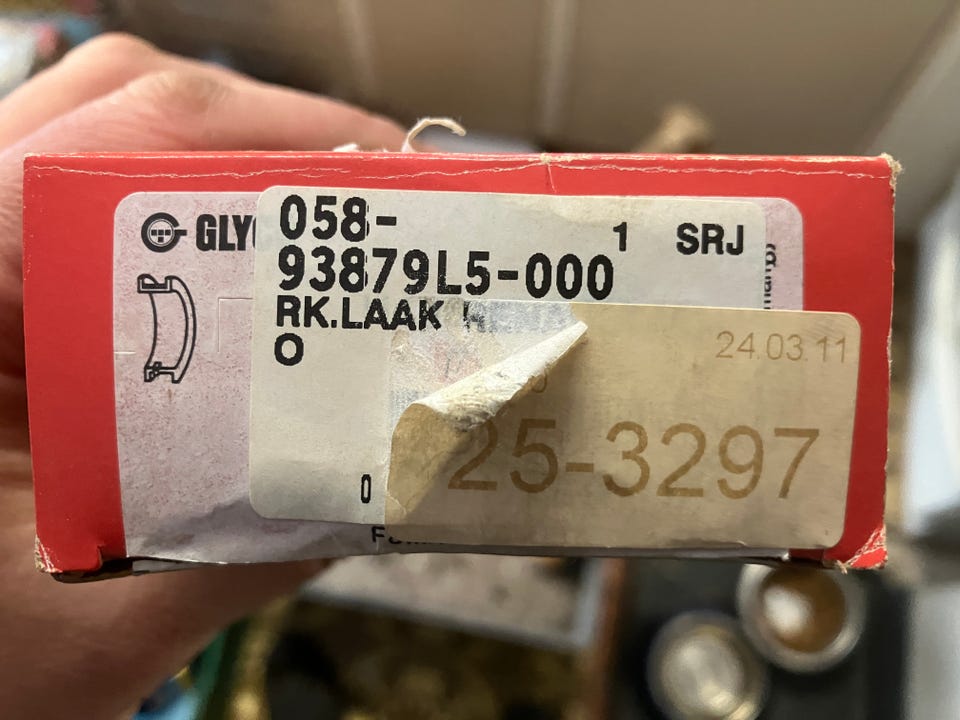 GLY
058-
93879L5-000
1 SRJ
RK.LAAK
O
24.03.11
25-3297
0